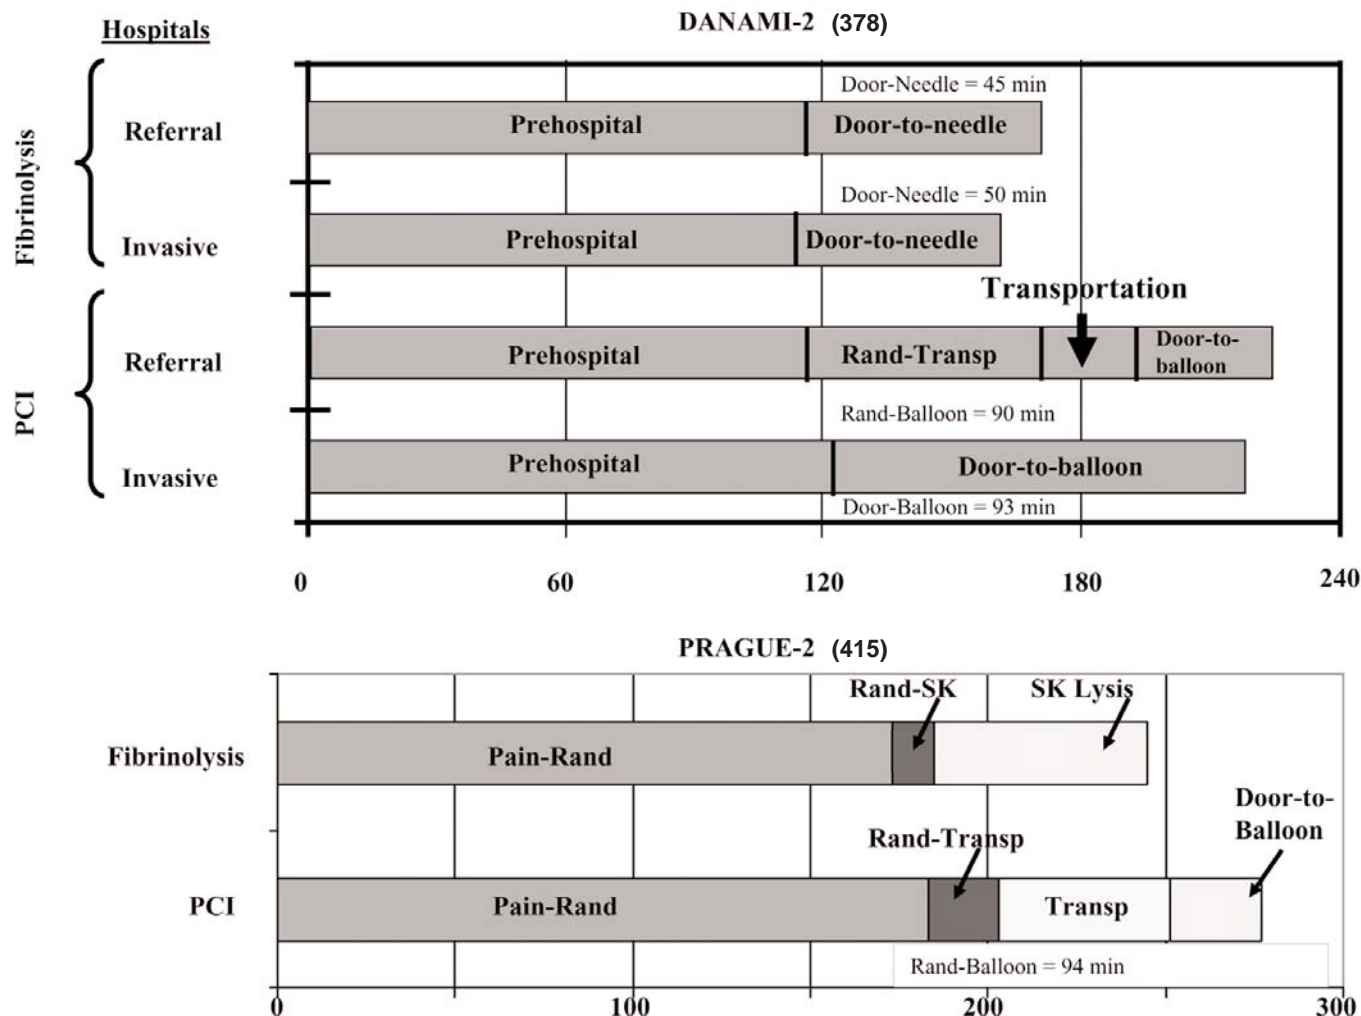 Hospitals
DANAMI-2 (378)
Fibrinolysis
Door-Needle = 45 min
Referral
Prehospital
Door-to-needle
Door-Needle = 50 min
Invasive
Prehospital
Door-to-needle
PCI
Transportation
Referral
Prehospital
Rand-Transp
Door-to-
balloon
Rand-Balloon = 90 min
Invasive
Prehospital
Door-to-balloon
Door-Balloon = 93 min
0 60 120 180 240
PRAGUE-2 (415)
Rand-SK
SK Lysis
Fibrinolysis
Pain-Rand
Door-to-
Balloon
Rand-Transp
PCI
Pain-Rand
Transp
Rand-Balloon = 94 min
0 100 200 300